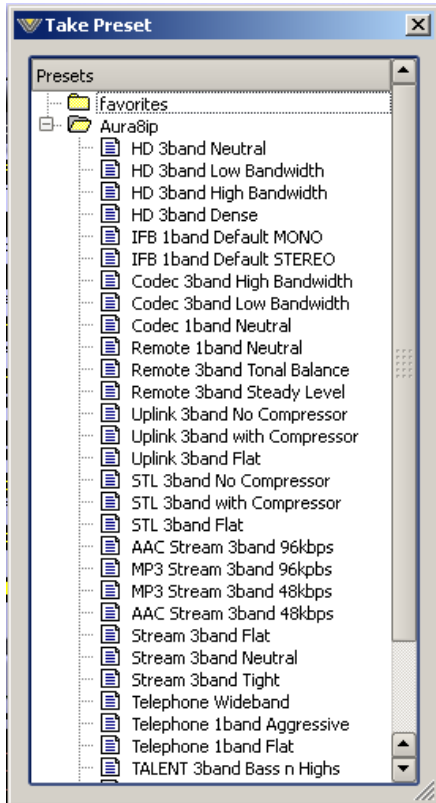 Take Preset
Presets
favorites
Aura8ip
HD 3band Neutral
HD 3band Low Bandwidth
HD 3band High Bandwidth
HD 3band Dense
IFB 1band Default MONO
IFB 1band Default STEREO
Codec 3band High Bandwidth
Codec 3band Low Bandwidth
Codec 1band Neutral
Remote 1band Neutral
Remote 3band Tonal Balance
Remote 3band Steady Level
Uplink 3band No Compressor
Uplink 3band with Compressor
Uplink 3band Flat
STL 3band No Compressor
STL 3band with Compressor
STL 3band Flat
AAC Stream 3band 96kbps
MP3 Stream 3band 96kpbs
MP3 Stream 3band 48kbps
AAC Stream 3band 48kbps
Stream 3band Flat
Stream 3band Neutral
Stream 3band Tight
Telephone Wideband
Telephone 1band Aggressive
Telephone 1band Flat
TALENT 3band Bass n Highs